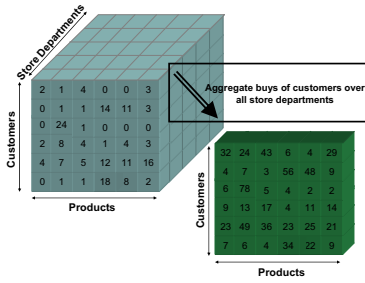 Store Departments
Customers
2 1 4 0 0 3
0 1 1 14 11 3
0 24 1 0 0 0
2 8 4 1 4 3
4 7 5 12 11 16
0 1 1 18 8 2
Products
Aggregate buys of customers over
all store departments
Customers
32 24 43 6 4 29
4 7 3 56 48 9
6 78 5 4 2 2
9 13 17 4 11 14
23 49 36 23 25 21
7 6 4 34 22 9
Products